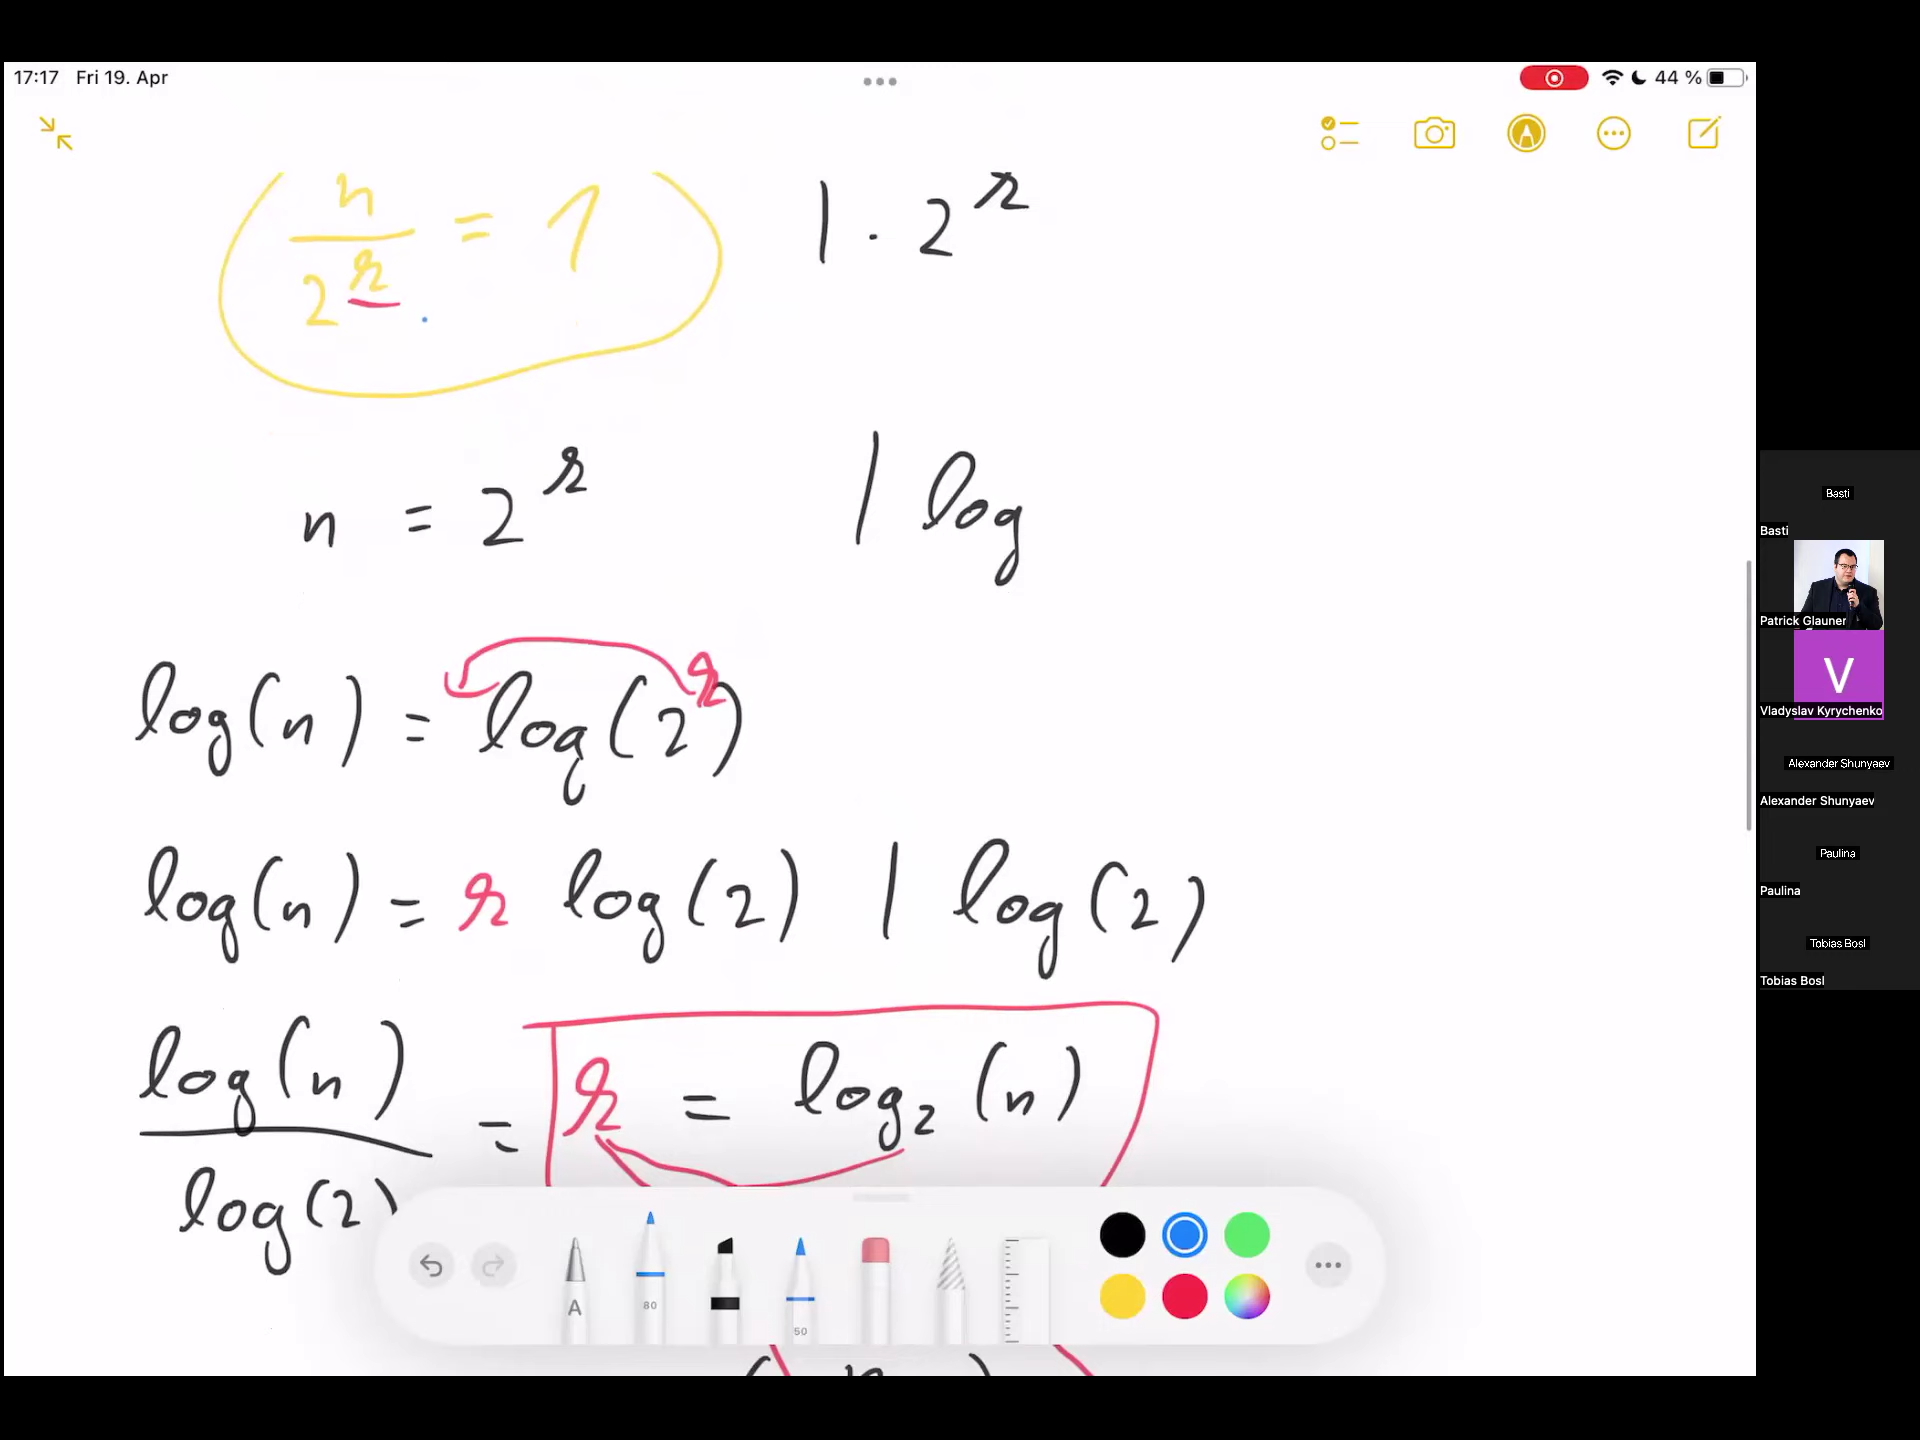 17:17 Fri 19. Apr
44 %
n / 2^r = 1 | · 2^r
n = 2^r | log
log(n) = log(2^r)
log(n) = r log(2) | log(2)
log(n) / log(2) = r = log₂(n)
A
80
50
Basti
Basti
Patrick Glauner
V
Vladyslav Kyrychenko
Alexander Shunyaev
Alexander Shunyaev
Paulina
Paulina
Tobias Bosl
Tobias Bosl